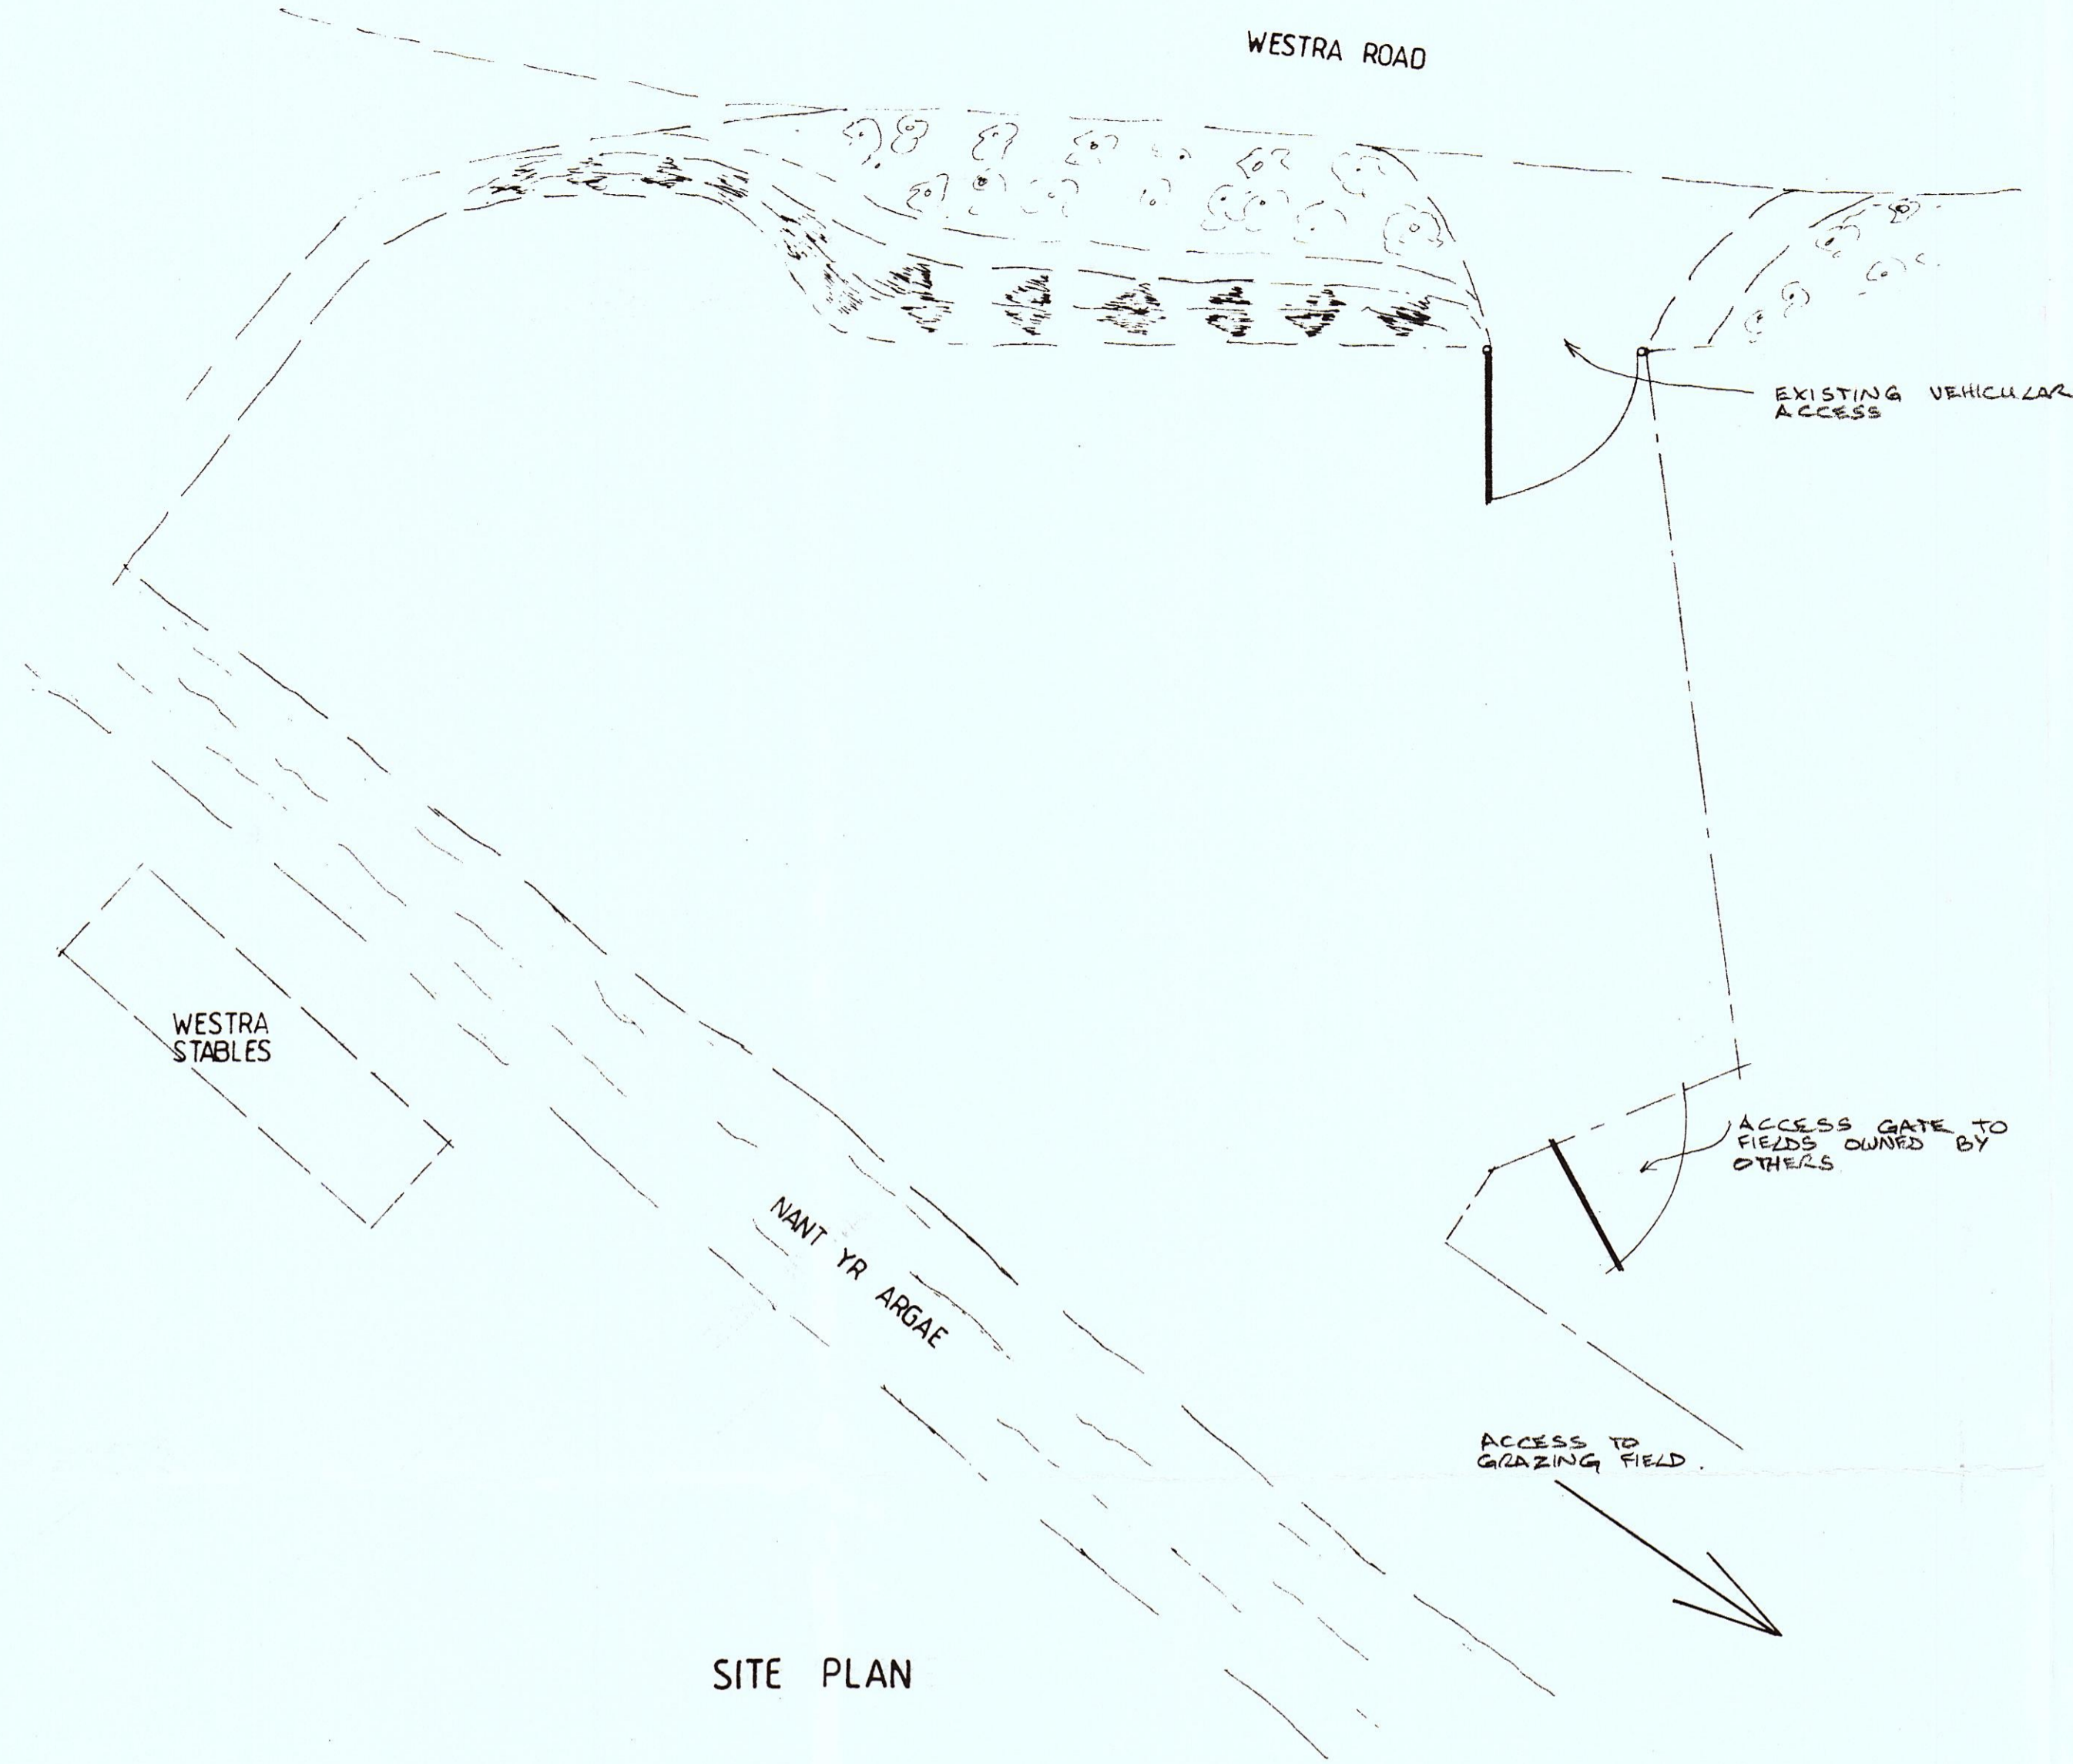 WESTRA ROAD
EXISTING VEHICULAR
ACCESS
WESTRA
STABLES
ACCESS GATE TO
FIELDS OWNED BY
OTHERS
NANT YR ARGAE
ACCESS TO
GRAZING FIELD.
SITE PLAN